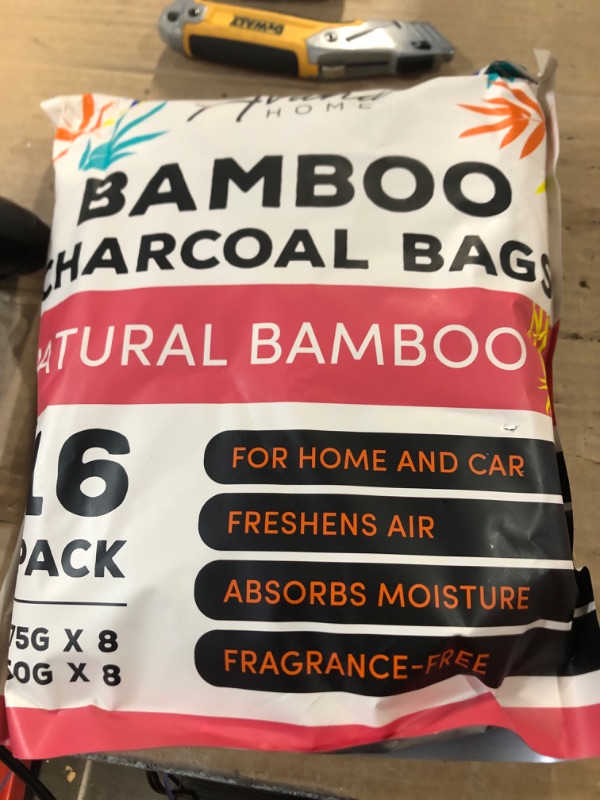 DEWALT
HOME
BAMBOO
CHARCOAL BAGS
NATURAL BAMBOO
16
PACK
FOR HOME AND CAR
FRESHENS AIR
ABSORBS MOISTURE
FRAGRANCE-FREE
75G X 8
50G X 8